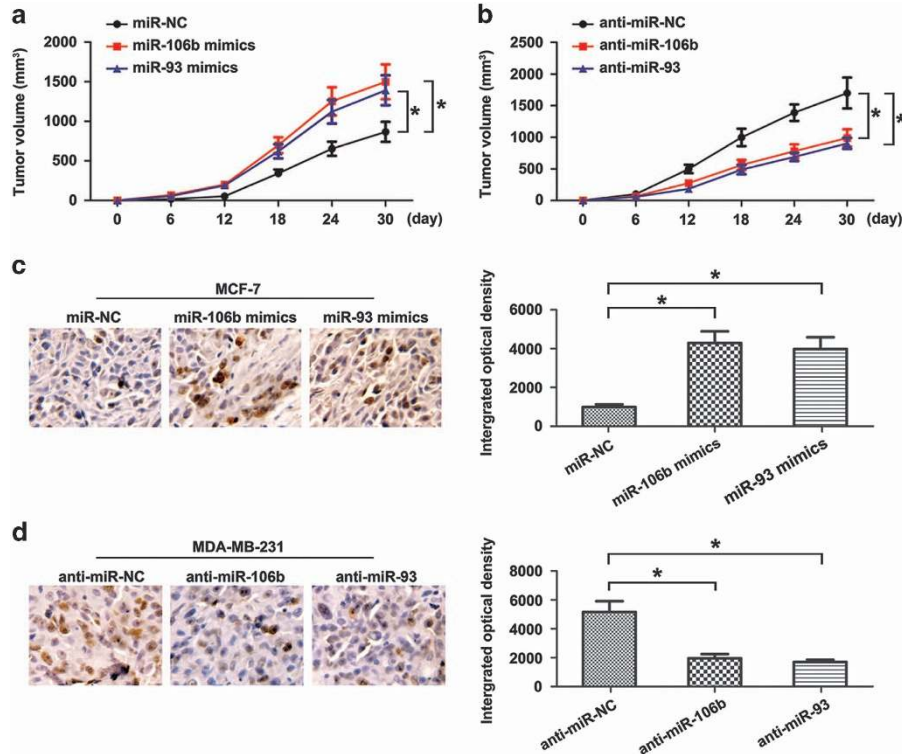 a
miR-NC
miR-106b mimics
miR-93 mimics
Tumor volume (mm³)
2000
1500
1000
500
0
*
*
0 6 12 18 24 30 (day)
b
anti-miR-NC
anti-miR-106b
anti-miR-93
Tumor volume (mm³)
2500
2000
1500
1000
500
0
*
*
0 6 12 18 24 30 (day)
c
MCF-7
miR-NC miR-106b mimics miR-93 mimics
Intergrated optical density
6000
4000
2000
0
*
*
miR-NC
miR-106b mimics
miR-93 mimics
d
MDA-MB-231
anti-miR-NC anti-miR-106b anti-miR-93
Intergrated optical density
8000
6000
4000
2000
0
*
*
anti-miR-NC
anti-miR-106b
anti-miR-93